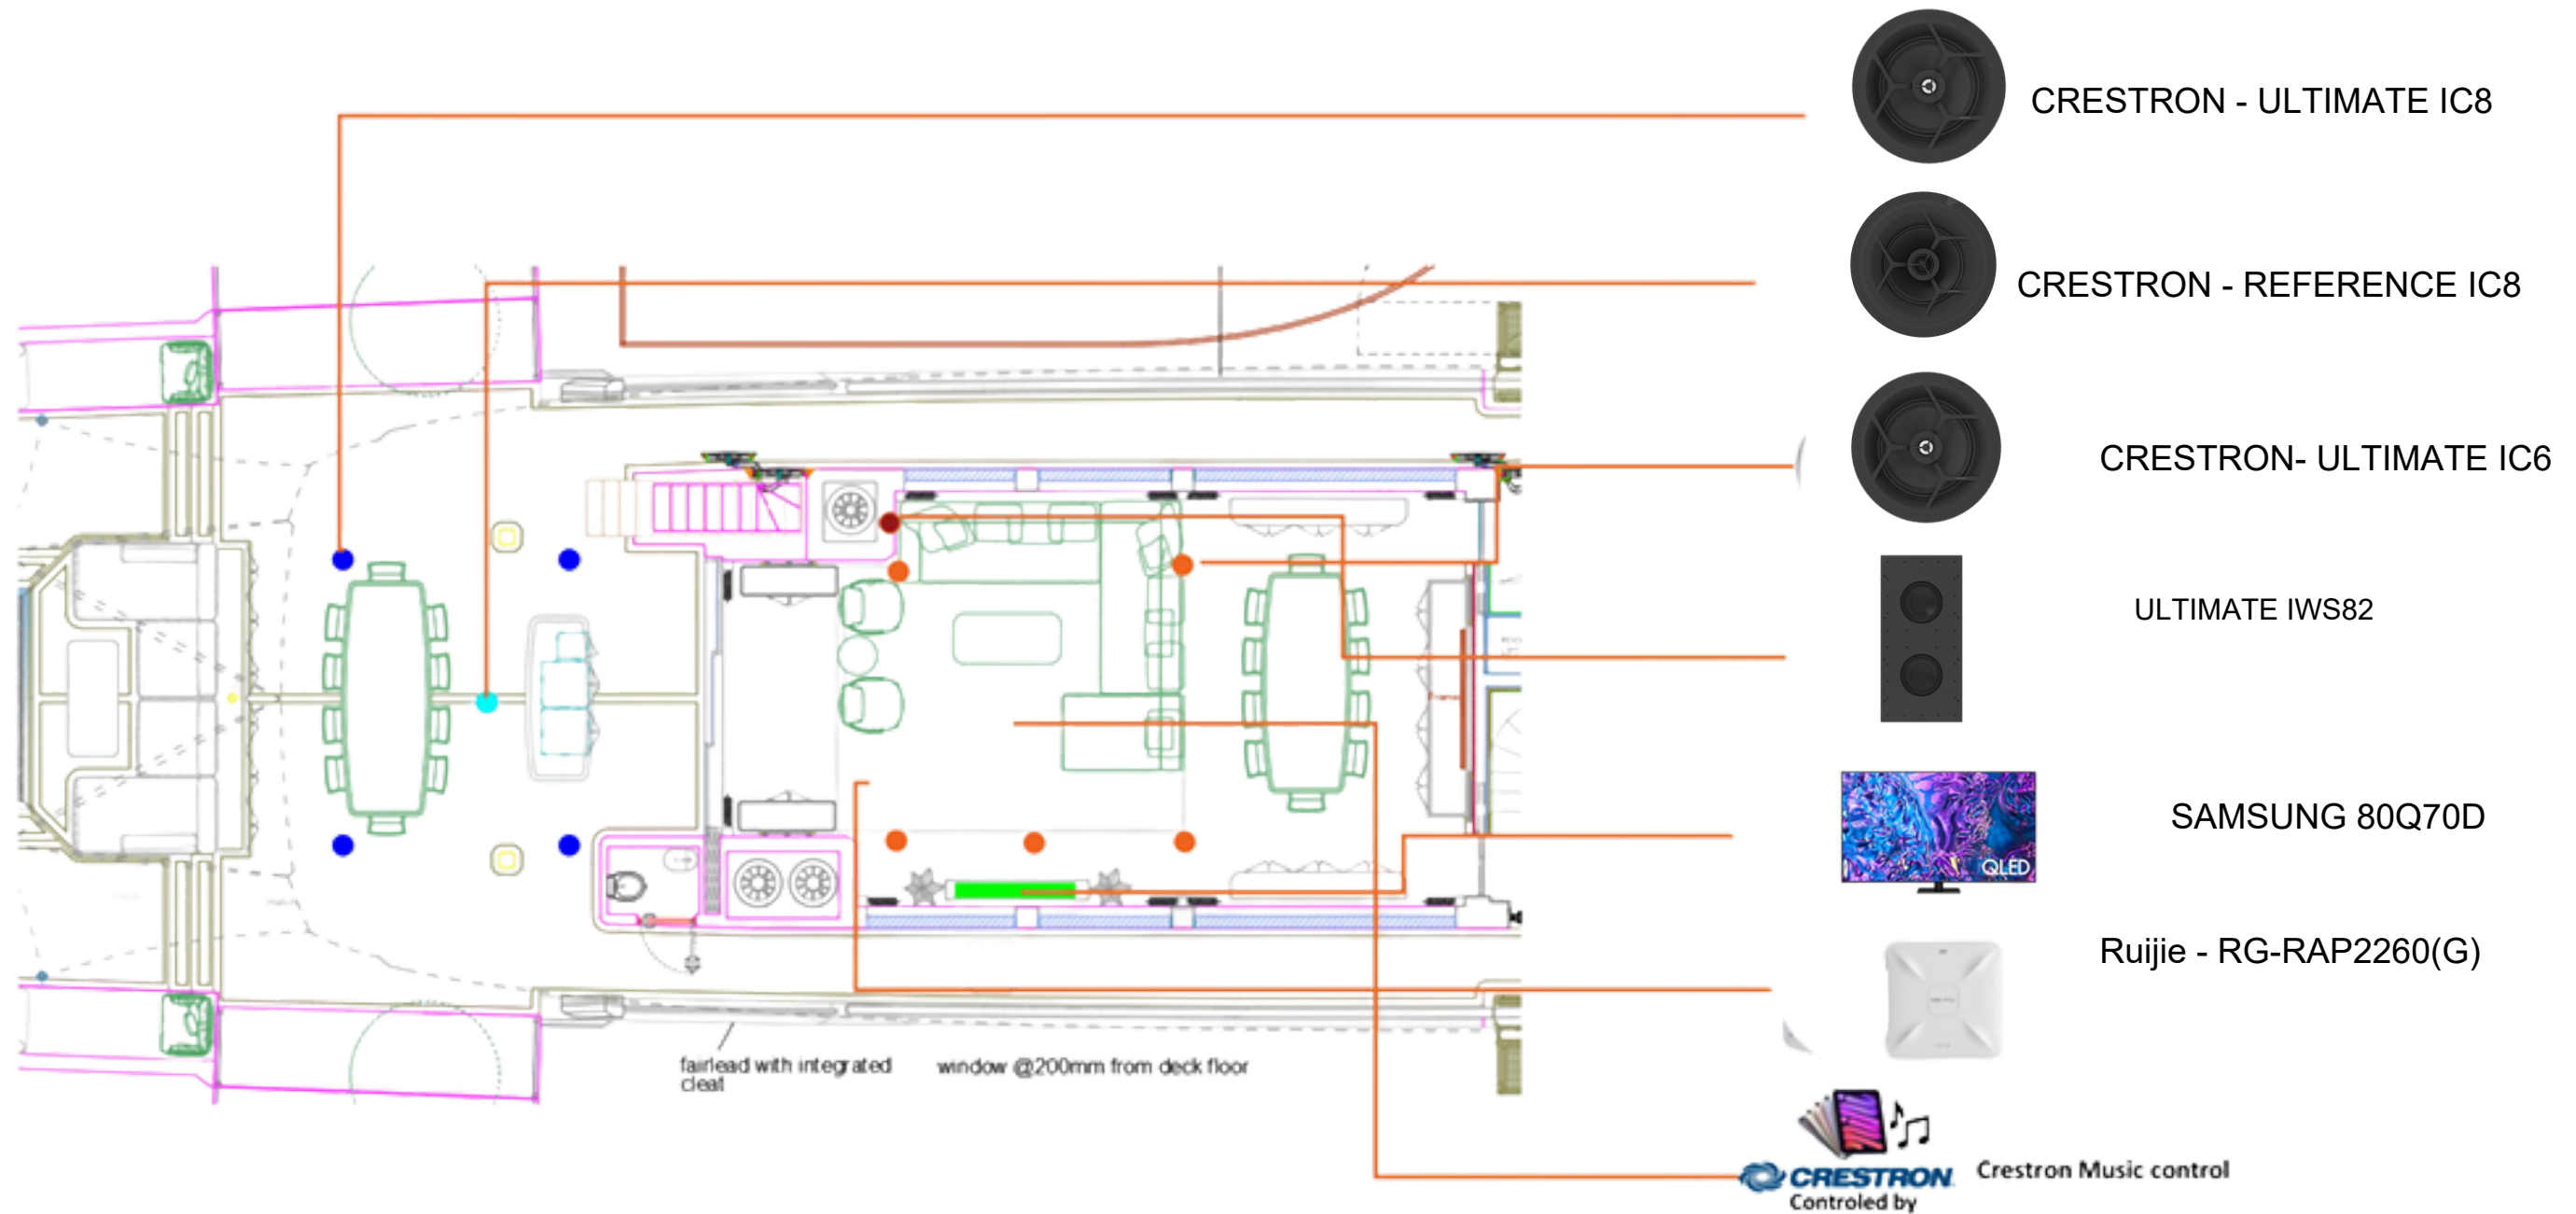 CRESTRON - ULTIMATE IC8
CRESTRON - REFERENCE IC8
CRESTRON- ULTIMATE IC6
ULTIMATE IWS82
SAMSUNG 80Q70D
QLED
Ruijie - RG-RAP2260(G)
fairlead with integrated
cleat
window @200mm from deck floor
CRESTRON
Controled by
Crestron Music control